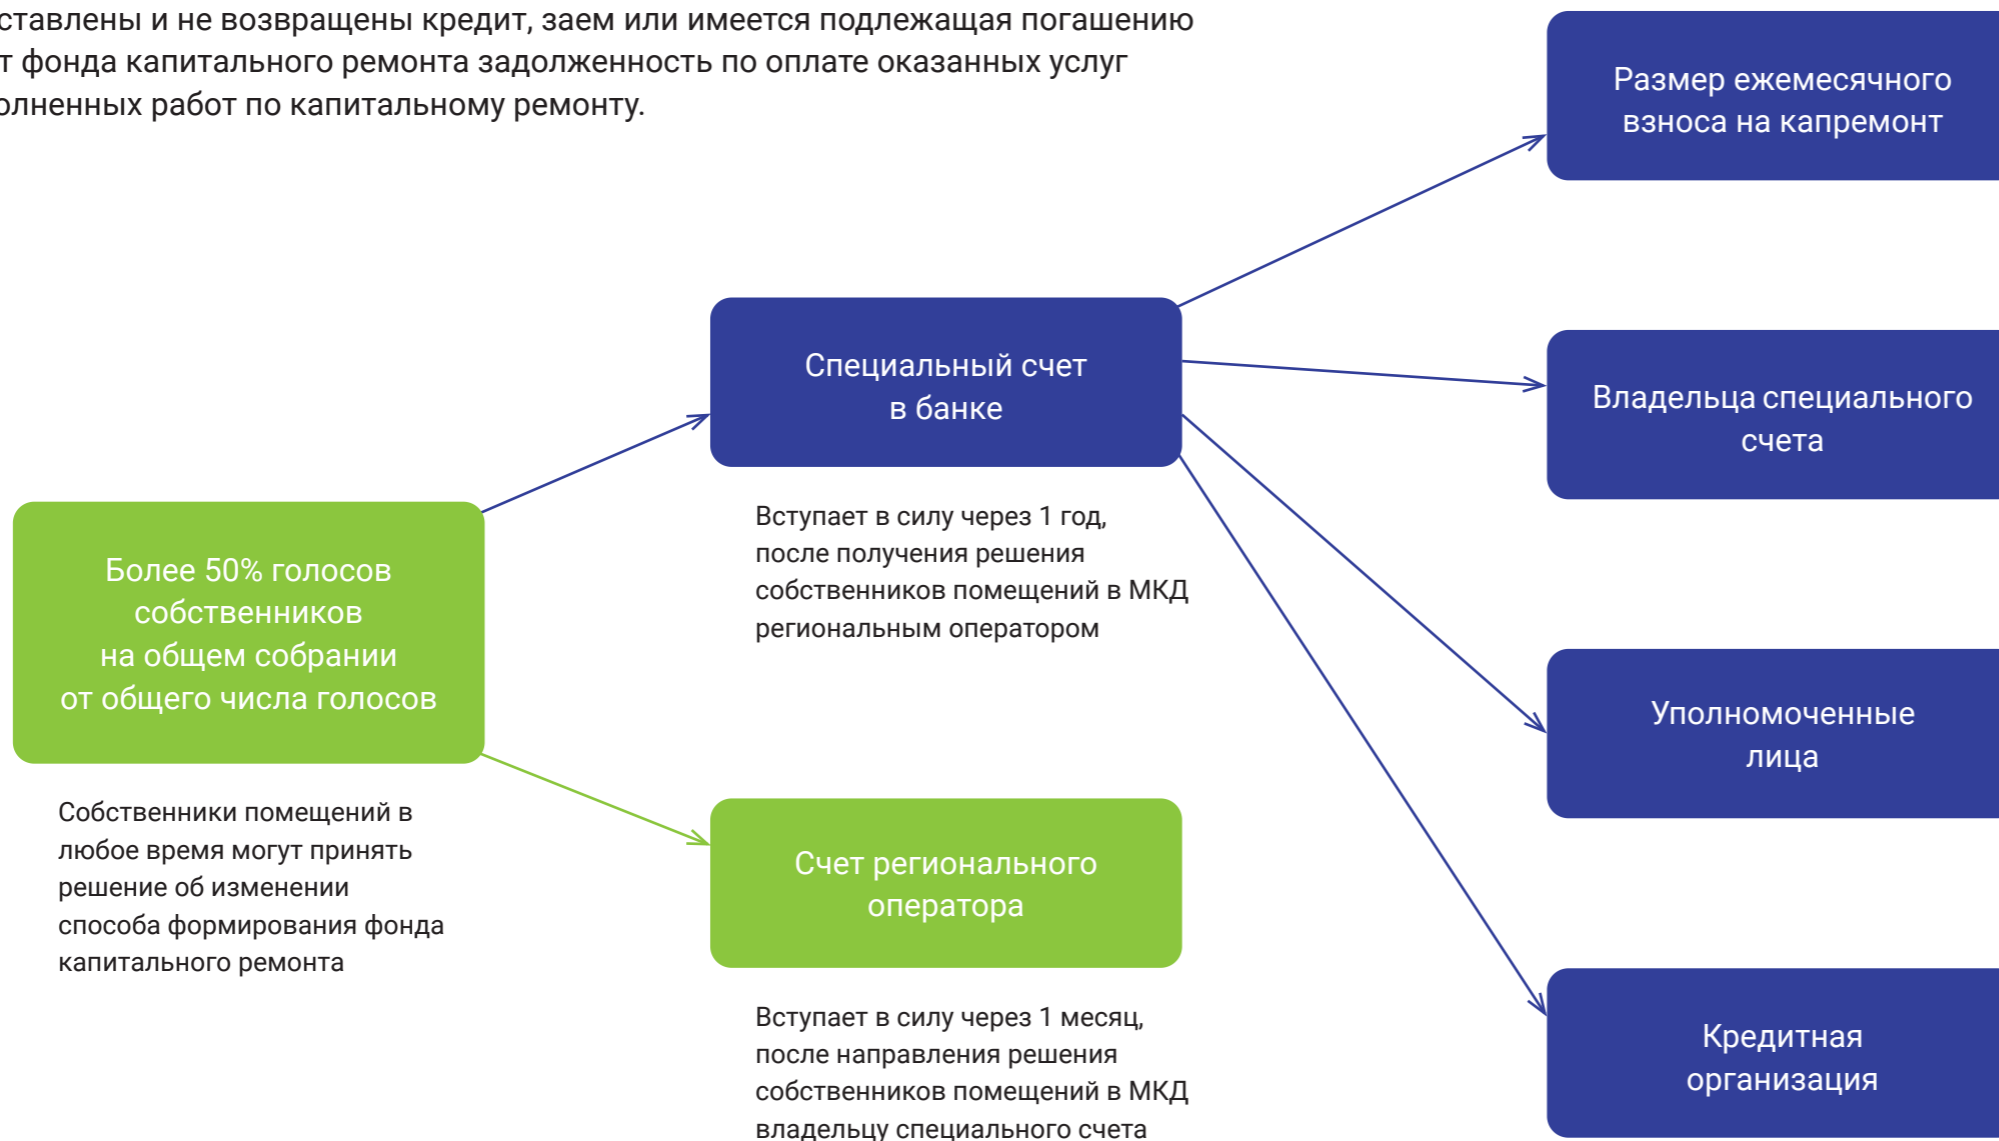 ставлены и не возвращены кредит, заем или имеется подлежащая погашению
т фонда капитального ремонта задолженность по оплате оказанных услуг
олненных работ по капитальному ремонту.
Более 50% голосов
собственников
на общем собрании
от общего числа голосов
Собственники помещений в
любое время могут принять
решение об изменении
способа формирования фонда
капитального ремонта
Специальный счет
в банке
Вступает в силу через 1 год,
после получения решения
собственников помещений в МКД
региональным оператором
Счет регионального
оператора
Вступает в силу через 1 месяц,
после направления решения
собственников помещений в МКД
владельцу специального счета
Размер ежемесячного
взноса на капремонт
Владельца специального
счета
Уполномоченные
лица
Кредитная
организация